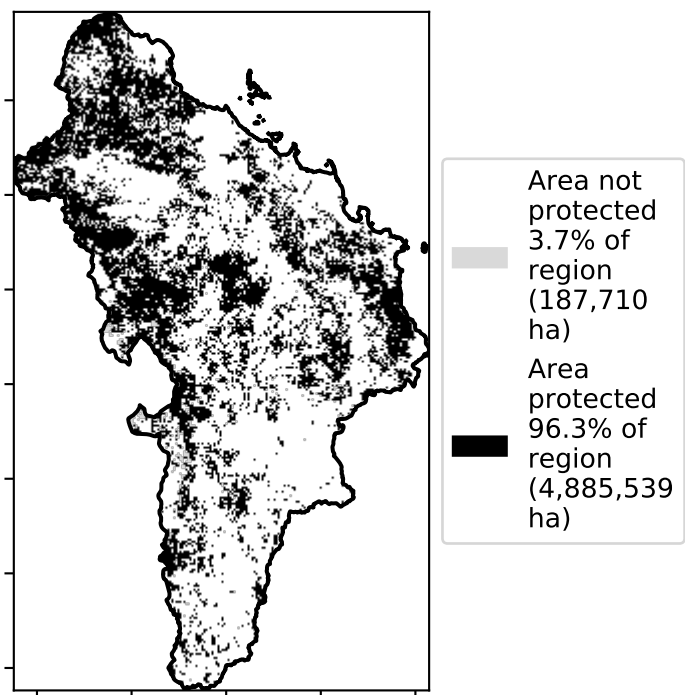 Area not
protected
3.7% of
region
(187,710
ha)
Area
protected
96.3% of
region
(4,885,539
ha)